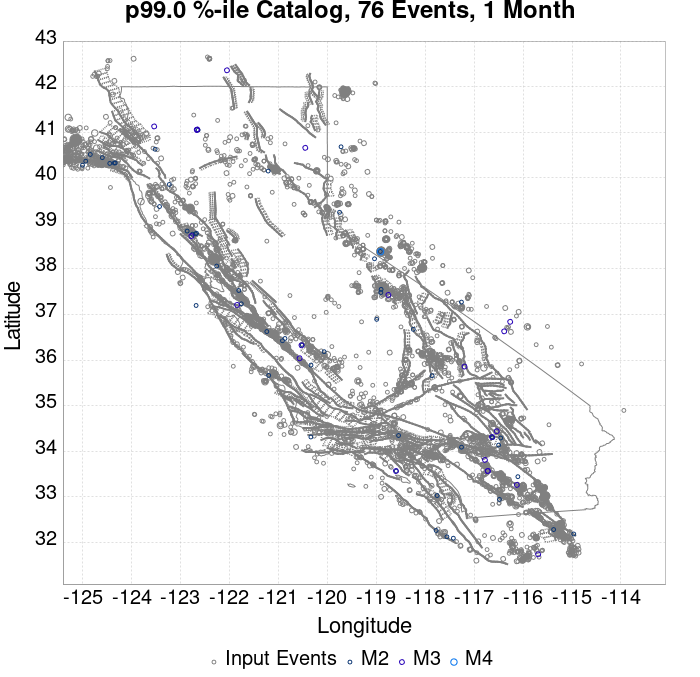 p99.0 %-ile Catalog, 76 Events, 1 Month
43
42
41
40
39
38
37
36
35
34
33
32
Latitude
-125 -124 -123 -122 -121 -120 -119 -118 -117 -116 -115 -114
Longitude
Input Events M2 M3 M4